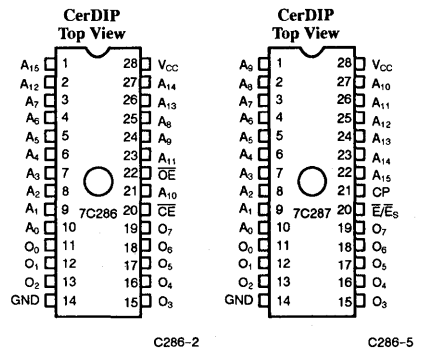 CerDIP CerDIP
Top View Top View
A15 1 28 VCC A9 1 28 VCC
A12 2 27 A14 A8 2 27 A10
A7 3 26 A13 A7 3 26 A11
A6 4 25 A8 A6 4 25 A12
A5 5 24 A9 A5 5 24 A13
A4 6 23 A11 A4 6 23 A14
A3 7 22 O̅E̅ A3 7 22 A15
A2 8 21 A10 A2 8 21 CP
A1 9 7C286 20 C̅E̅ A1 9 7C287 20 E̅/E̅S
A0 10 19 O7 A0 10 19 O7
O0 11 18 O6 O0 11 18 O6
O1 12 17 O5 O1 12 17 O5
O2 13 16 O4 O2 13 16 O4
GND 14 15 O3 GND 14 15 O3
C286-2 C286-5